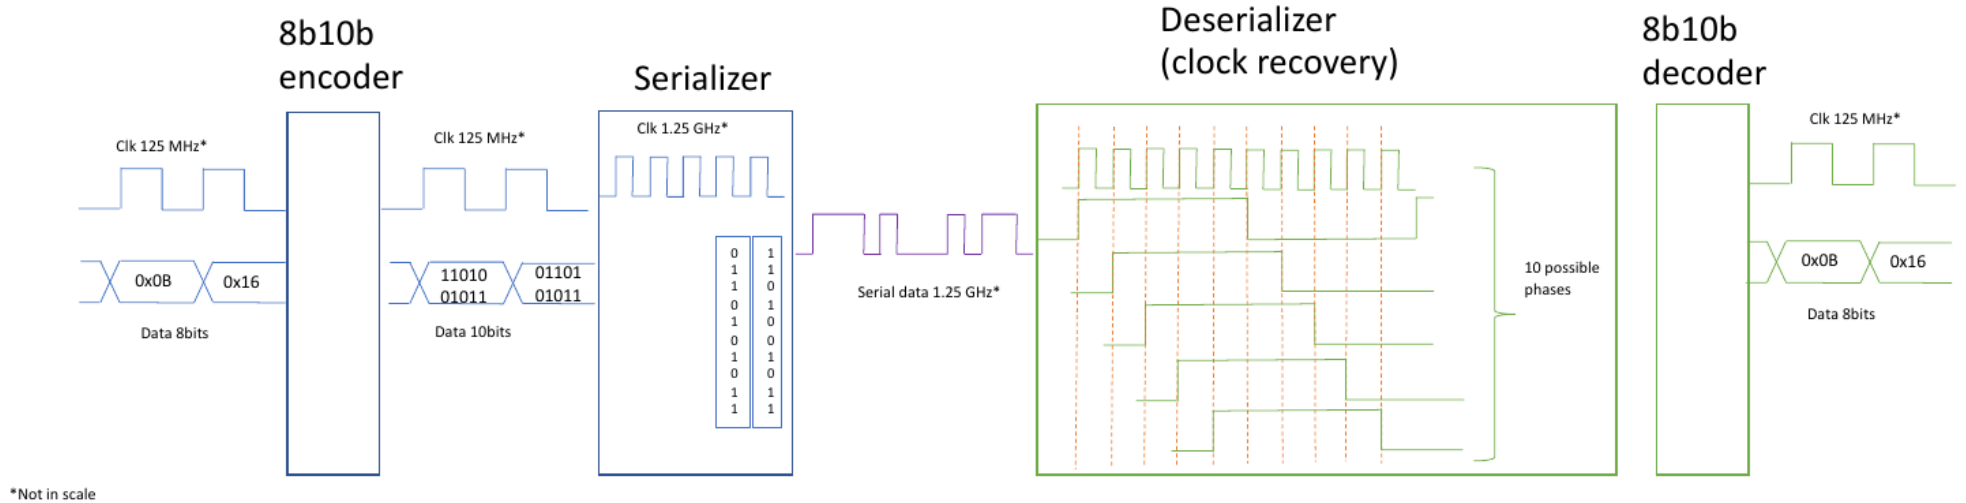 8b10b
encoder
Serializer
Deserializer
(clock recovery)
8b10b
decoder
Clk 125 MHz*
Clk 125 MHz*
Clk 1.25 GHz*
Clk 125 MHz*
0x0B
0x16
11010
01011
01101
01011
0 1
1 1
1 0
0 1
1 0
0 0
1 1
0 0
1 1
1 1
Data 8bits
Data 10bits
Serial data 1.25 GHz*
10 possible
phases
0x0B
0x16
Data 8bits
*Not in scale